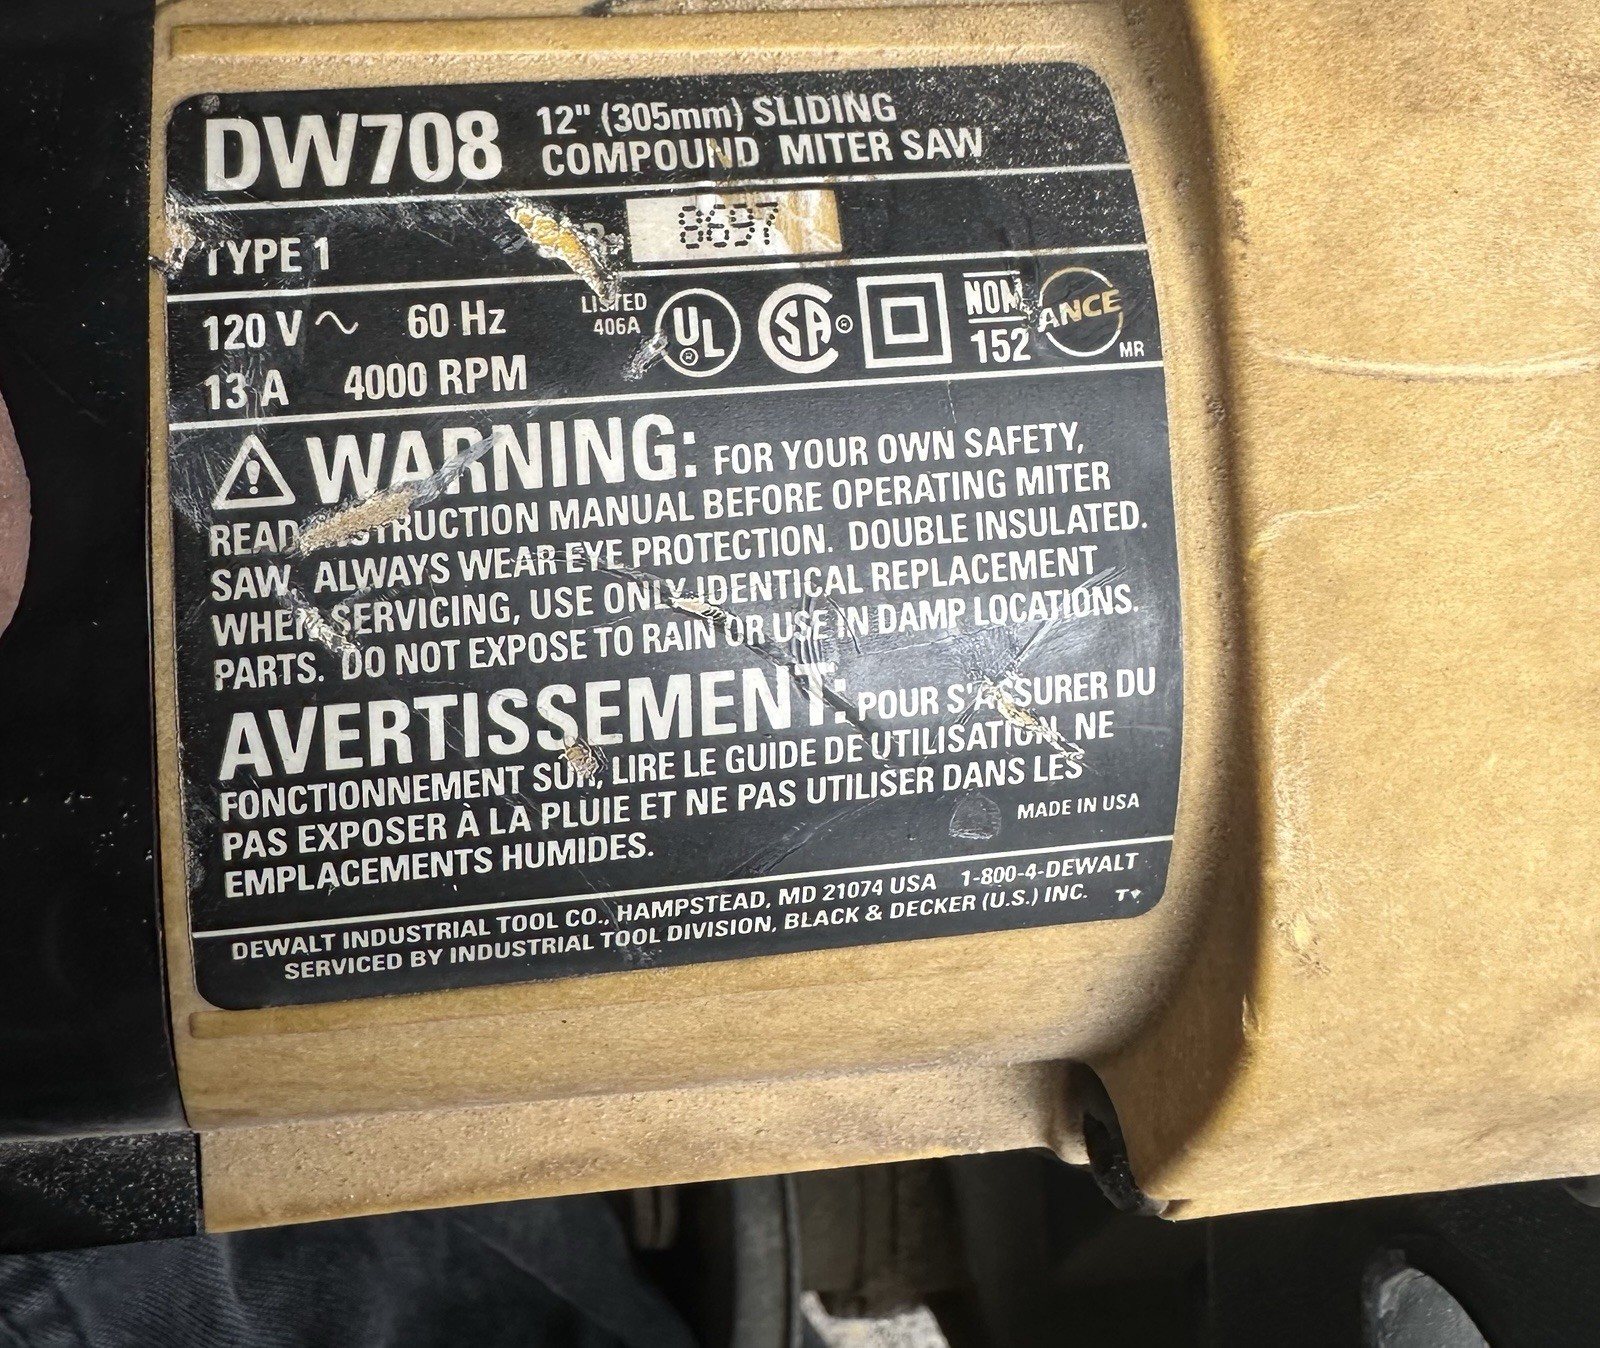 DW708 12" (305mm) SLIDING
COMPOUND MITER SAW
TYPE 1 8697
120 V ~ 60 Hz
13 A 4000 RPM
LISTED
406A
UL ®
SA ®
NOM
152
ANCE
MR
WARNING: FOR YOUR OWN SAFETY,
READ INSTRUCTION MANUAL BEFORE OPERATING MITER
SAW. ALWAYS WEAR EYE PROTECTION. DOUBLE INSULATED.
WHEN SERVICING, USE ONLY IDENTICAL REPLACEMENT
PARTS. DO NOT EXPOSE TO RAIN OR USE IN DAMP LOCATIONS.
AVERTISSEMENT: POUR S'ASSURER DU
FONCTIONNEMENT SÛR, LIRE LE GUIDE DE UTILISATION. NE
PAS EXPOSER À LA PLUIE ET NE PAS UTILISER DANS LES
EMPLACEMENTS HUMIDES.
MADE IN USA
DEWALT INDUSTRIAL TOOL CO., HAMPSTEAD, MD 21074 USA 1-800-4-DEWALT
SERVICED BY INDUSTRIAL TOOL DIVISION, BLACK & DECKER (U.S.) INC.